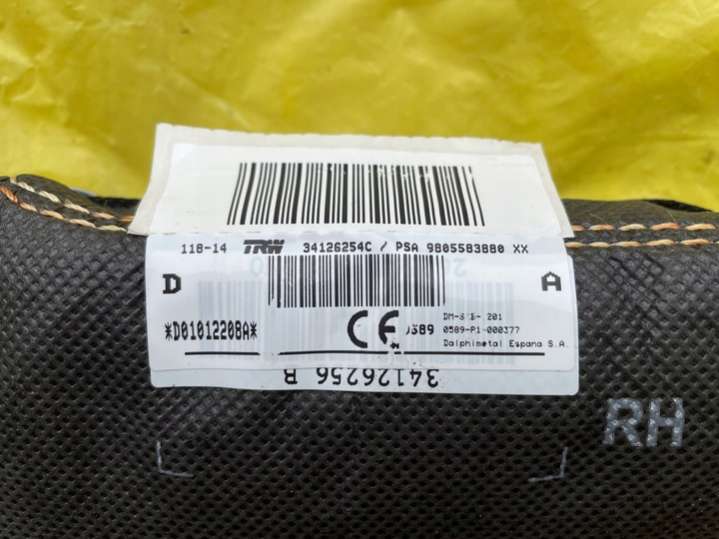 118-14 TRW 34126254C / PSA 9805583880 XX
D A
*D01012208A* CE 0589 DM-S/B- 201
0589-P1-000377
Dalphimetal Espana S.A.
34126256 B
RH